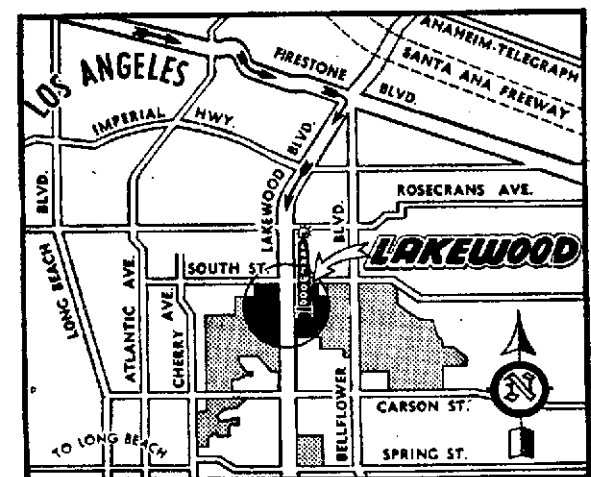 ANAHEIM-TELEGRAPH
SANTA ANA FREEWAY
LOS ANGELES
FIRESTONE
BLVD.
IMPERIAL HWY.
LAKEWOOD BLVD.
ROSECRANS AVE.
LONG BEACH BLVD.
BLVD.
LAKEWOOD
SOUTH ST.
ATLANTIC AVE.
CHERRY AVE.
BELLFLOWER
CARSON ST.
N
TO LONG BEACH
SPRING ST.